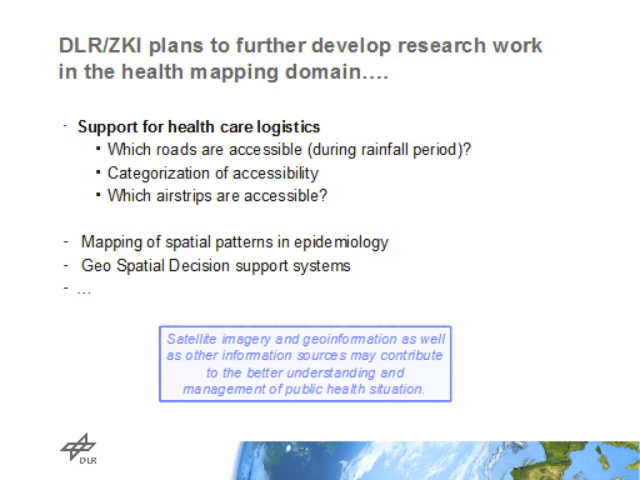 DLR/ZKI plans to further develop research work
in the health mapping domain….
- Support for health care logistics
▪ Which roads are accessible (during rainfall period)?
▪ Categorization of accessibility
▪ Which airstrips are accessible?
- Mapping of spatial patterns in epidemiology
- Geo Spatial Decision support systems
- ...
Satellite imagery and geoinformation as well
as other information sources may contribute
to the better understanding and
management of public health situation.
DLR